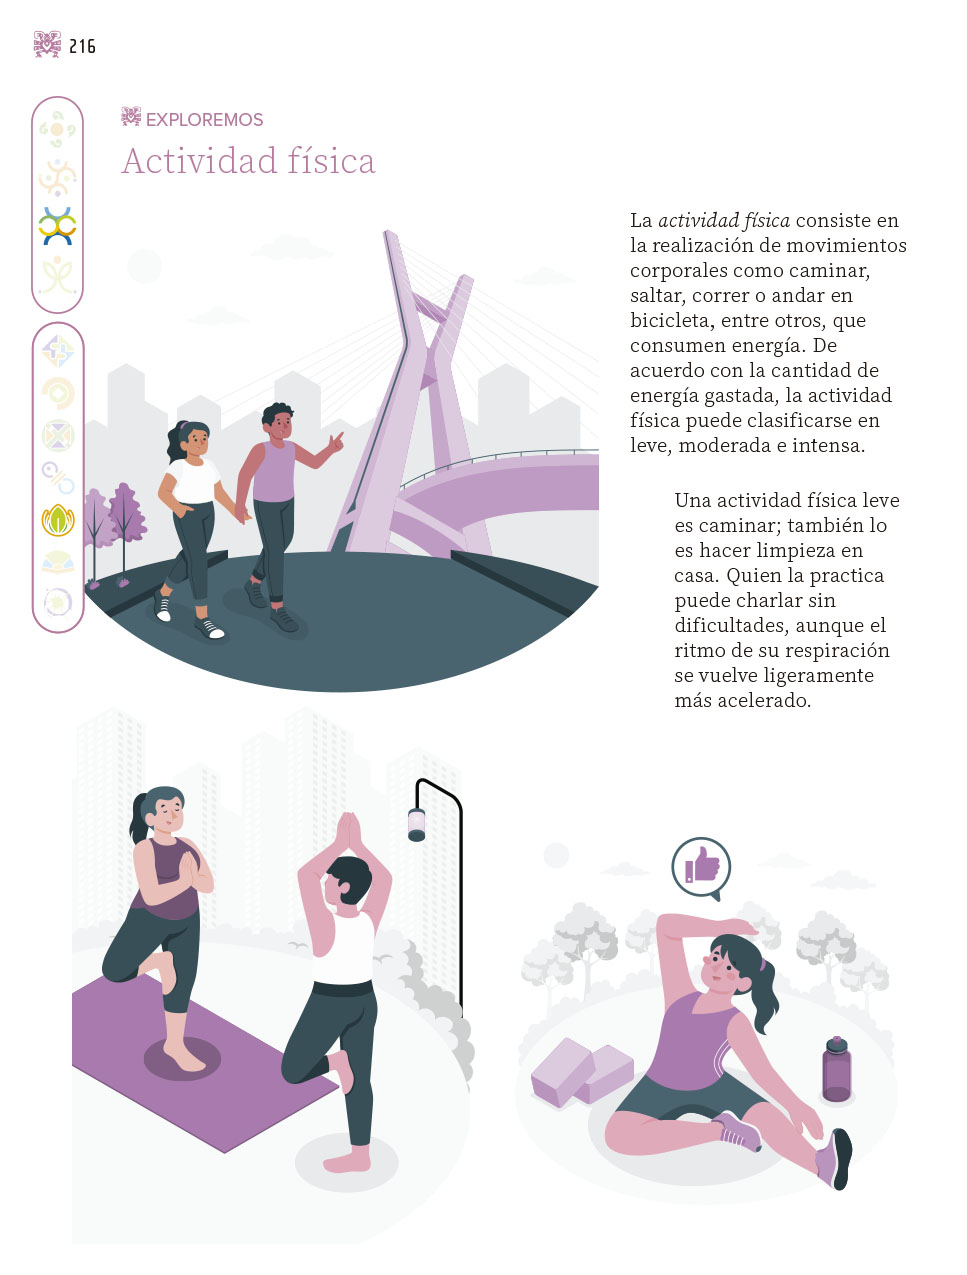 216
EXPLOREMOS
Actividad física
La actividad física consiste en
la realización de movimientos
corporales como caminar,
saltar, correr o andar en
bicicleta, entre otros, que
consumen energía. De
acuerdo con la cantidad de
energía gastada, la actividad
física puede clasificarse en
leve, moderada e intensa.
Una actividad física leve
es caminar; también lo
es hacer limpieza en
casa. Quien la practica
puede charlar sin
dificultades, aunque el
ritmo de su respiración
se vuelve ligeramente
más acelerado.